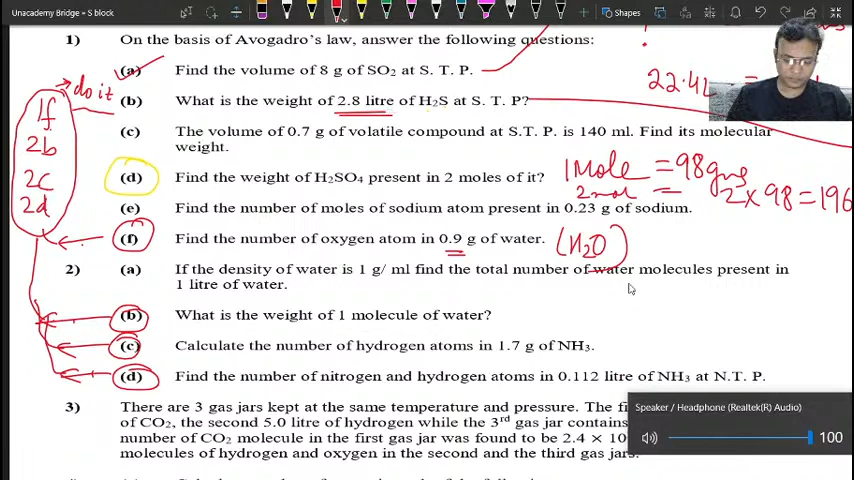 Unacademy Bridge - S block
Shapes
1) On the basis of Avogadro's law, answer the following questions:
(a) Find the volume of 8 g of SO₂ at S. T. P.
22.4L =
→ do it
(b) What is the weight of 2.8 litre of H₂S at S. T. P?
1f
2b
2c
2d
(c) The volume of 0.7 g of volatile compound at S.T. P. is 140 ml. Find its molecular
weight.
(d) Find the weight of H₂SO₄ present in 2 moles of it?
1 Mole = 98 gms
2 mol 2 × 98 = 196
(e) Find the number of moles of sodium atom present in 0.23 g of sodium.
(f) Find the number of oxygen atom in 0.9 g of water. (H₂O)
2) (a) If the density of water is 1 g/ ml find the total number of water molecules present in
1 litre of water.
(b) What is the weight of 1 molecule of water?
(c) Calculate the number of hydrogen atoms in 1.7 g of NH₃.
(d) Find the number of nitrogen and hydrogen atoms in 0.112 litre of NH₃ at N. T. P.
3) There are 3 gas jars kept at the same temperature and pressure. The
of CO₂, the second 5.0 litre of hydrogen while the 3rd gas jar contains
number of CO₂ molecule in the first gas jar was found to be 2.4 × 10
molecules of hydrogen and oxygen in the second and the third gas jars.
Speaker / Headphone (Realtek(R) Audio)
100